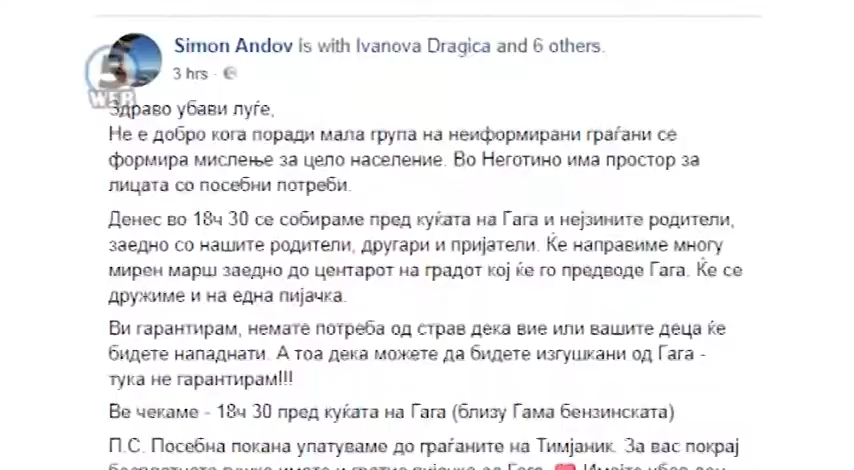 Simon Andov is with Ivanova Dragica and 6 others.
3 hrs
5
WEB
Здраво убави луѓе,
Не е добро кога поради мала група на неиформирани граѓани се
формира мислење за цело население. Во Неготино има простор за
лицата со посебни потреби.
Денес во 18ч 30 се собираме пред куќата на Гага и нејзините родители,
заедно со нашите родители, другари и пријатели. Ќе направиме многу
мирен марш заедно до центарот на градот кој ќе го предводе Гага. Ќе се
дружиме и на една пијачка.
Ви гарантирам, немате потреба од страв дека вие или вашите деца ќе
бидете нападнати. А тоа дека можете да бидете изгушкани од Гага -
тука не гарантирам!!!
Ве чекаме - 18ч 30 пред куќата на Гага (близу Гама бензинската)
П.С. Посебна покана упатуваме до граѓаните на Тимјаник. За вас покрај